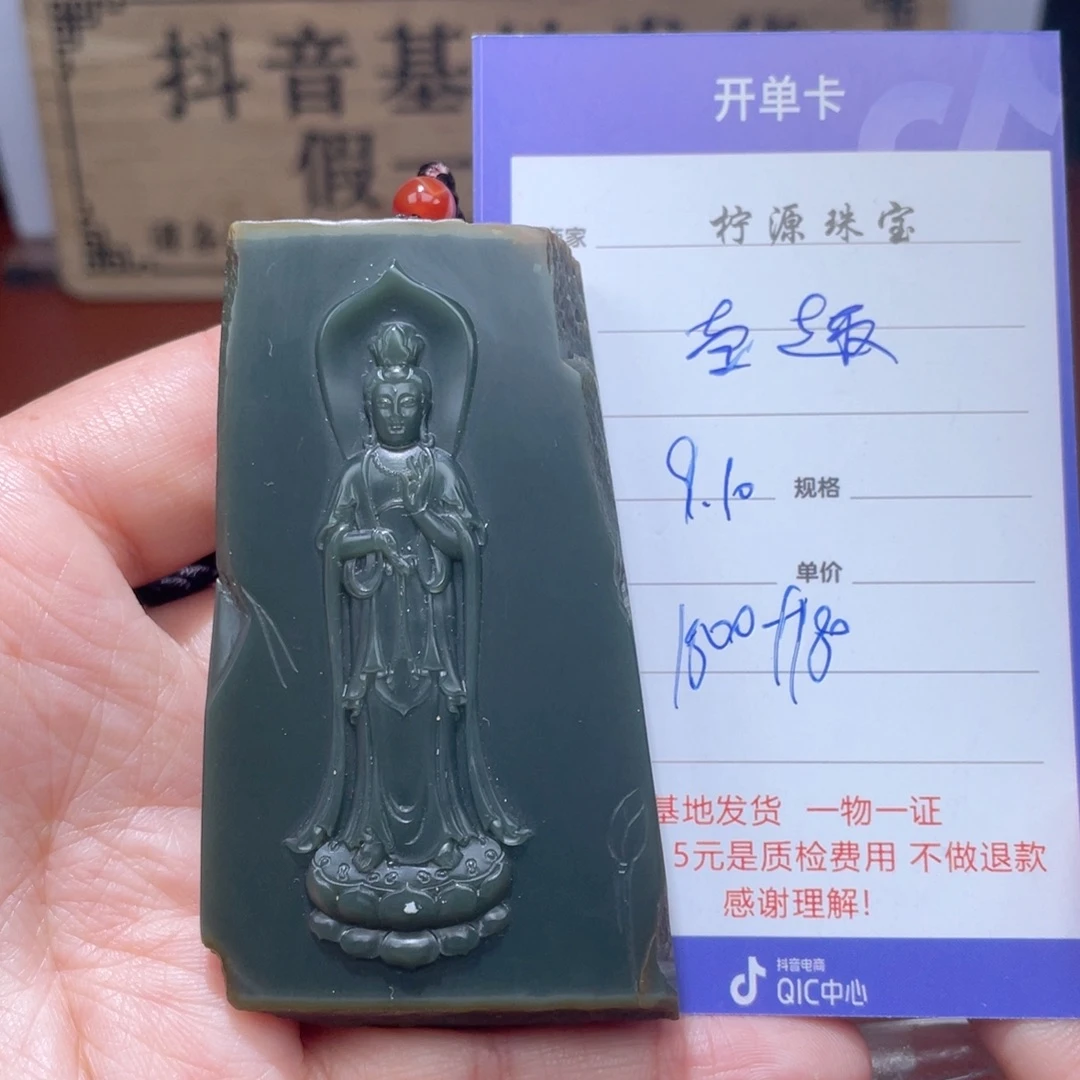 抖音基
假一
开单卡
家
柠源珠宝
9.10
规格
单价
1800
基地发货 一物一证
5元是质检费用 不做退款
感谢理解!
抖音电商
QIC中心